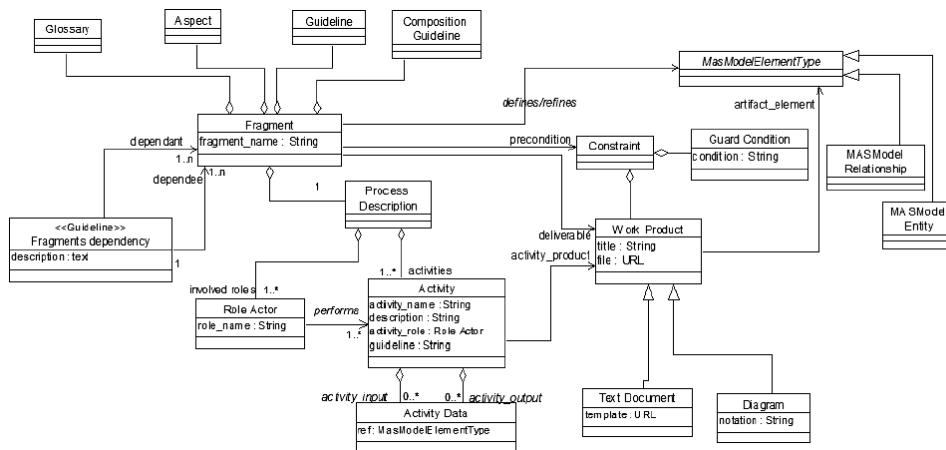 Glossary
Aspect
Guideline
Composition
Guideline
MasModelElementType
defines/refines
artifact_element
Fragment
fragment_name : String
dependant
1..n
dependee
1..n
precondition
Constraint
Guard Condition
condition : String
MASModel
Relationship
MASModel
Entity
1
Process
Description
<<Guideline>>
Fragments dependency
description : text
1
deliverable
activity_product
Work Product
title : String
file : URL
1..*
activities
involved roles
1..*
Role Actor
role_name : String
performs
1..*
Activity
activity_name : String
description : String
activity_role : Role Actor
guideline : String
activity_input
0..*
0..*
activity_output
Activity Data
ref : MasModelElementType
Text Document
template : URL
Diagram
notation : String